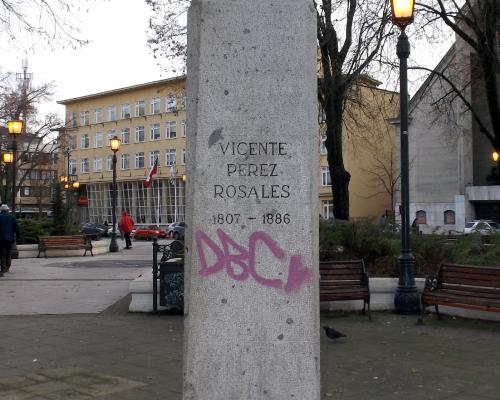 VICENTE
PEREZ
ROSALES
1807 - 1886
DBC